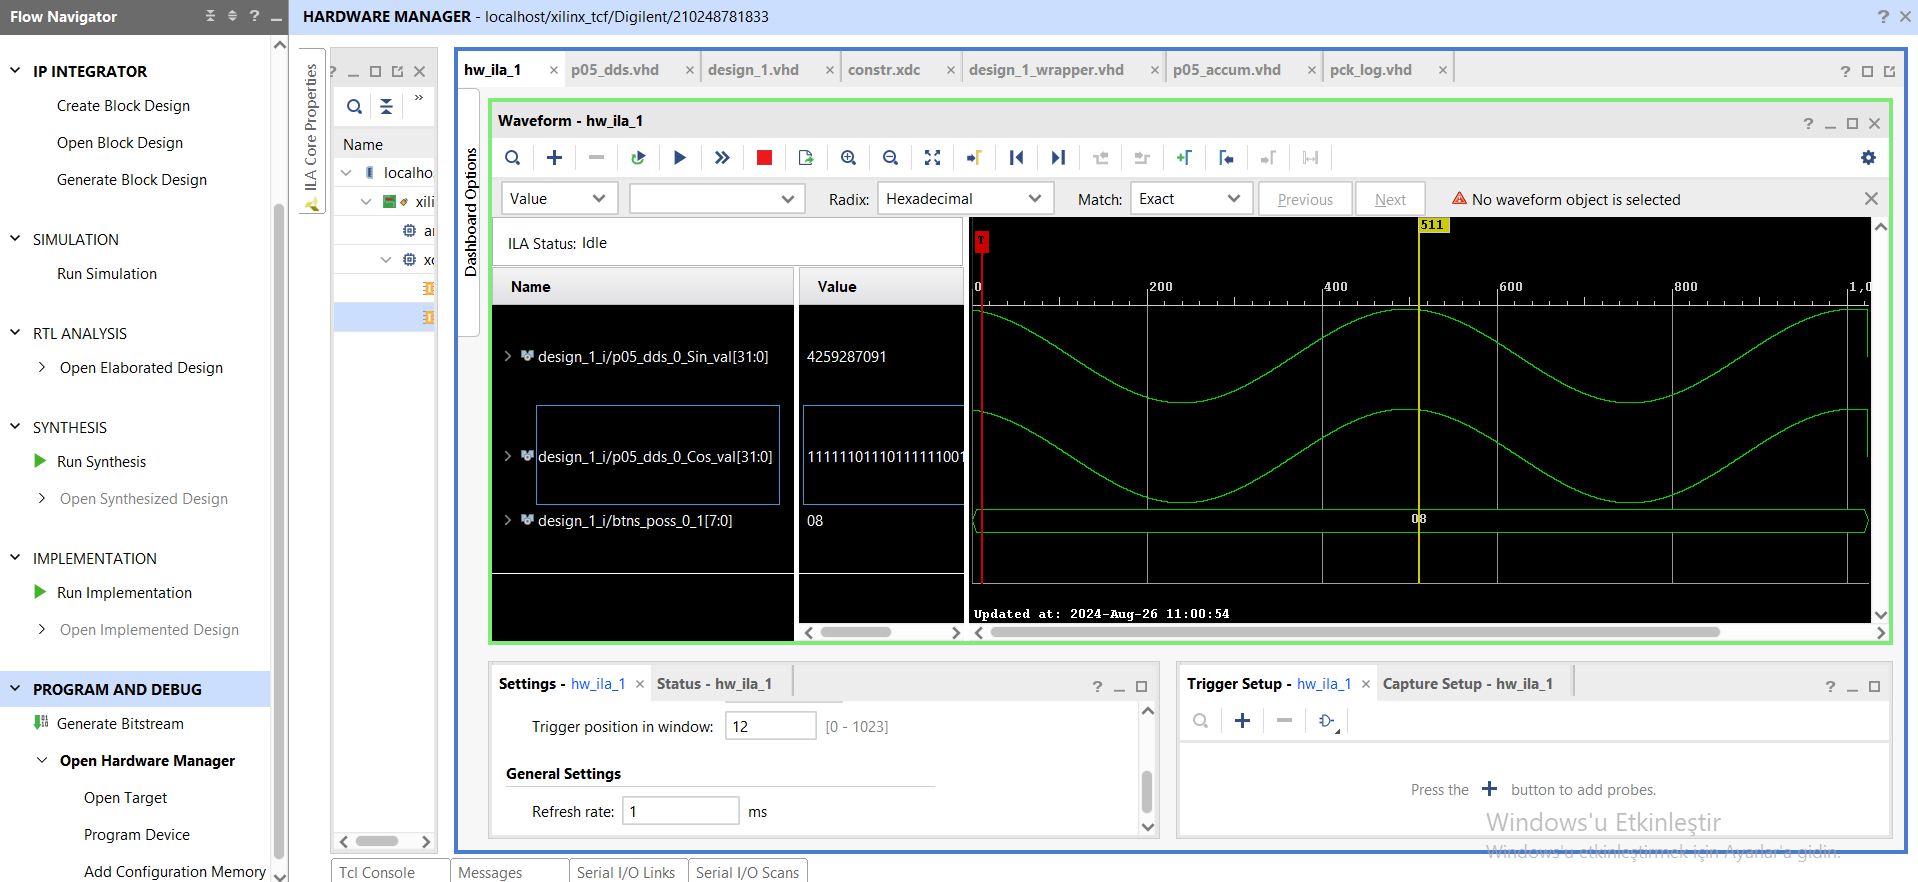 Flow Navigator
?
HARDWARE MANAGER - localhost/xilinx_tcf/Digilent/210248781833
?
IP INTEGRATOR
Create Block Design
Open Block Design
Generate Block Design
SIMULATION
Run Simulation
RTL ANALYSIS
Open Elaborated Design
SYNTHESIS
Run Synthesis
Open Synthesized Design
IMPLEMENTATION
Run Implementation
Open Implemented Design
PROGRAM AND DEBUG
Generate Bitstream
Open Hardware Manager
Open Target
Program Device
Add Configuration Memory
ILA Core Properties
?
Name
localho
xili
ar
xc
hw_ila_1
p05_dds.vhd
design_1.vhd
constr.xdc
design_1_wrapper.vhd
p05_accum.vhd
pck_log.vhd
?
Dashboard Options
Waveform - hw_ila_1
?
Value
Radix:
Hexadecimal
Match:
Exact
Previous
Next
No waveform object is selected
ILA Status: Idle
Name
Value
design_1_i/p05_dds_0_Sin_val[31:0]
4259287091
design_1_i/p05_dds_0_Cos_val[31:0]
11111101110111111001
design_1_i/btns_poss_0_1[7:0]
08
511
T
0
200
400
600
800
1,0
08
Updated at: 2024-Aug-26 11:00:54
Settings - hw_ila_1
Status - hw_ila_1
?
Trigger position in window:
12
[0 - 1023]
General Settings
Refresh rate:
1
ms
Trigger Setup - hw_ila_1
Capture Setup - hw_ila_1
?
Press the + button to add probes.
Windows'u Etkinleştir
Windows'u etkinleştirmek için Ayarlar'a gidin.
Tcl Console
Messages
Serial I/O Links
Serial I/O Scans